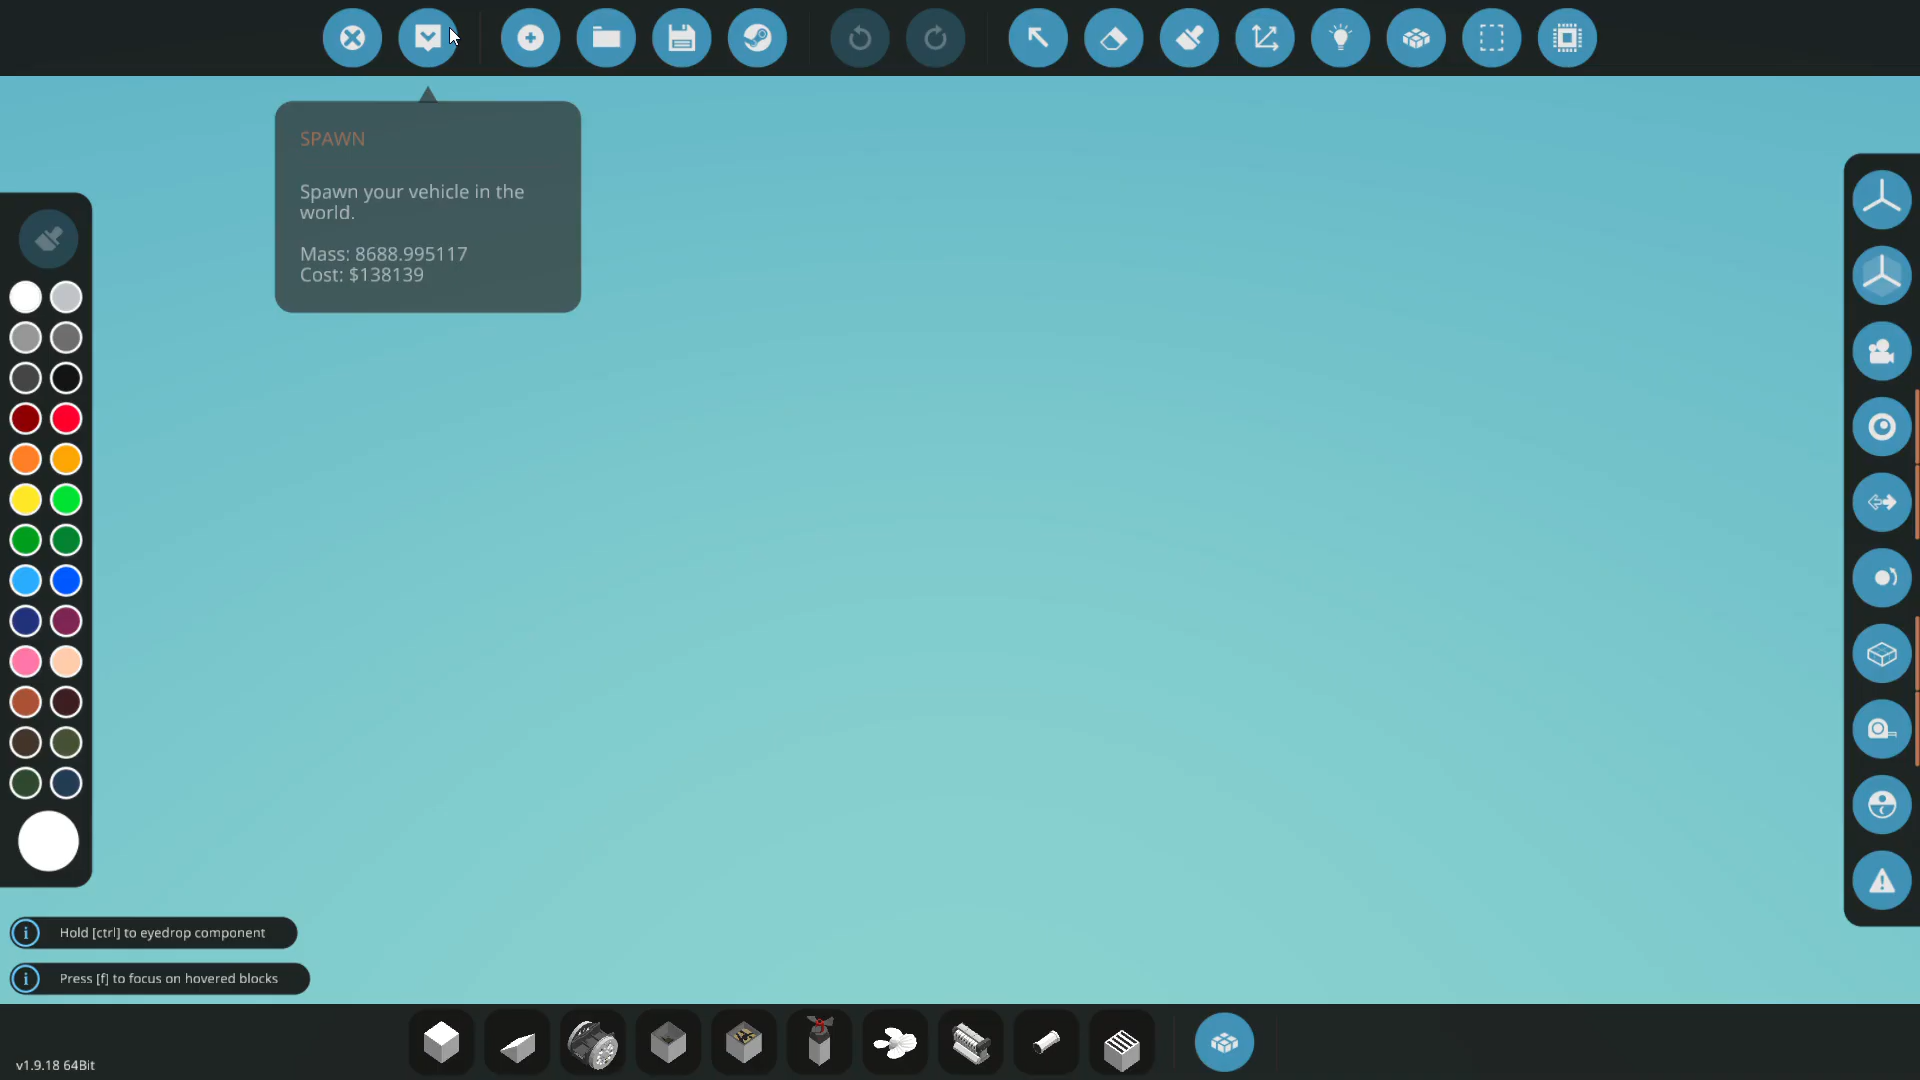 SPAWN
Spawn your vehicle in the
world.
Mass: 8688.995117
Cost: $138139
Hold [ctrl] to eyedrop component
Press [f] to focus on hovered blocks
v1.9.18 64Bit